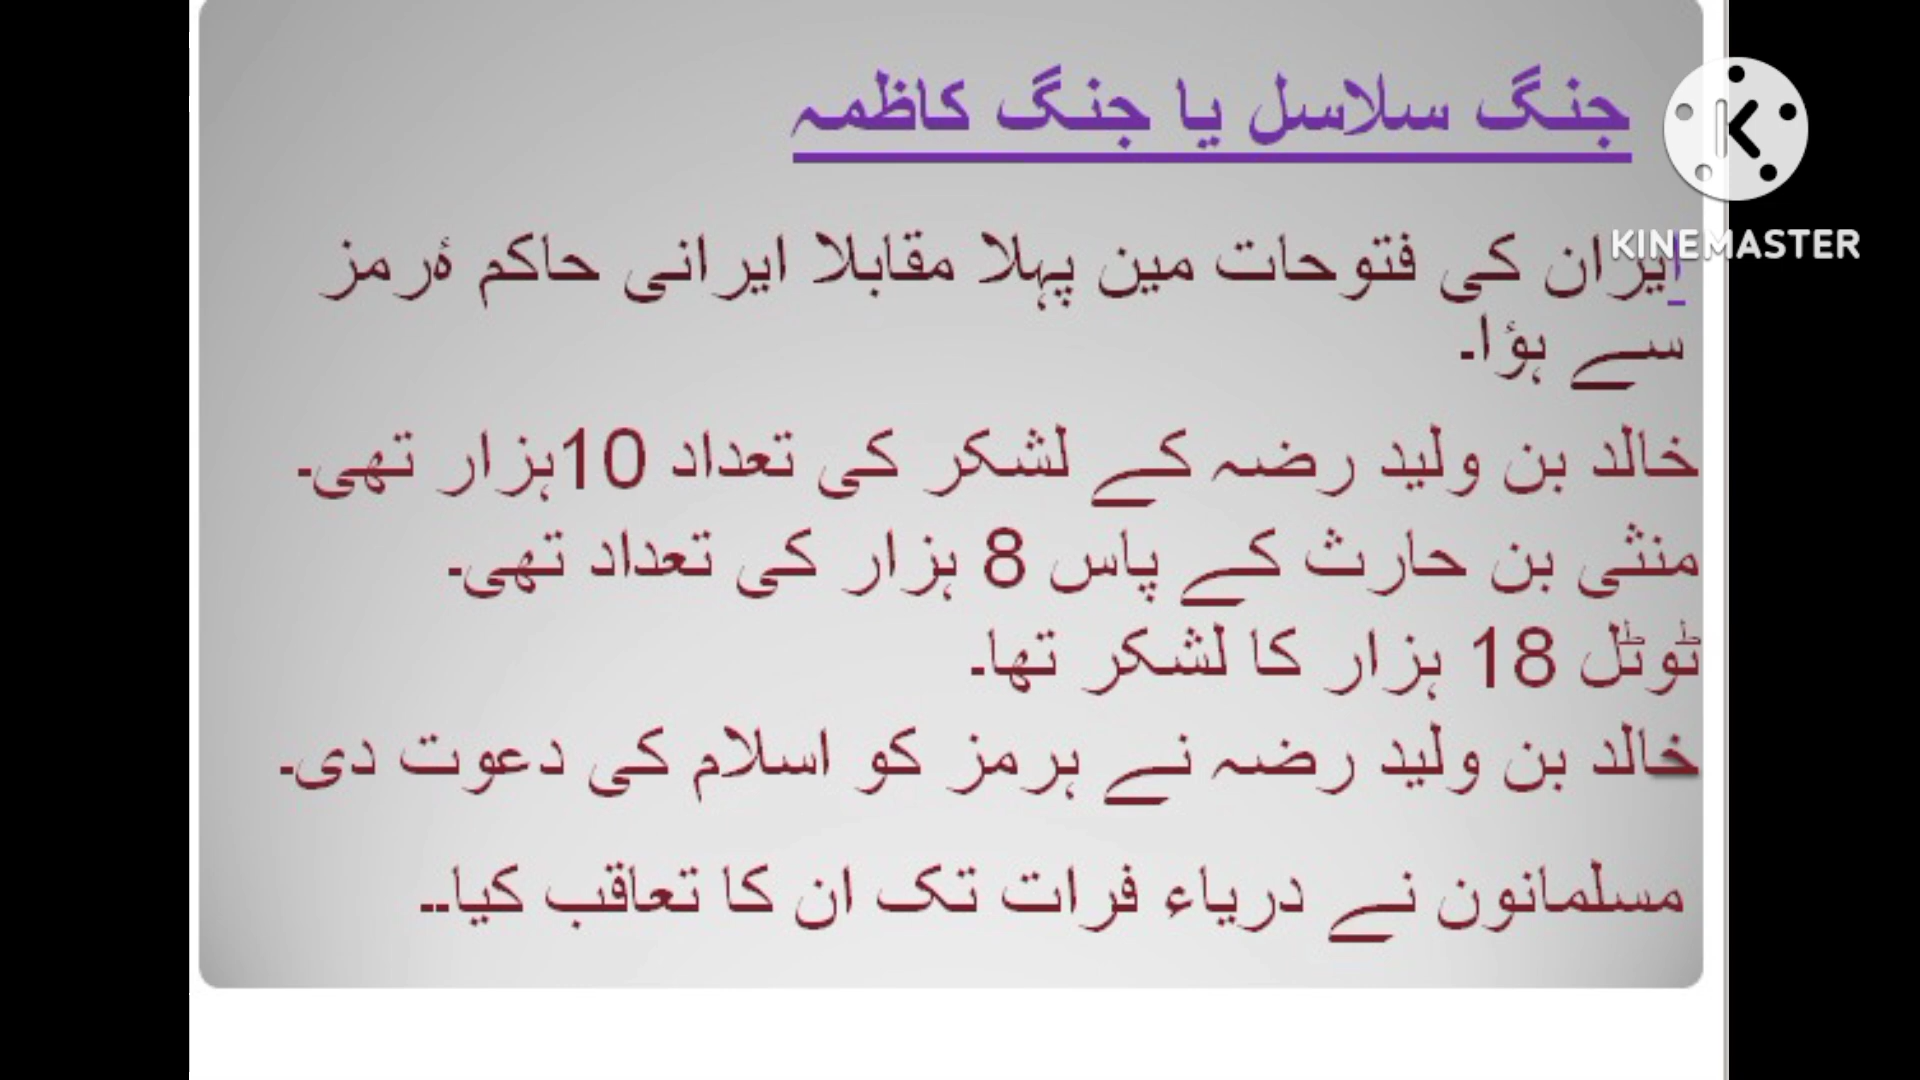 جنگ سلاسل یا جنگ کاظمہ
ایران کی فتوحات مین پہلا مقابلا ایرانی حاکم ۂرمز
سے ہؤا۔
خالد بن ولید رضہ کے لشکر کی تعداد 10ہزار تھی۔
منثی بن حارث کے پاس 8 ہزار کی تعداد تھی۔
ٹوٹل 18 ہزار کا لشکر تھا۔
خالد بن ولید رضہ نے ہرمز کو اسلام کی دعوت دی۔
مسلمانون نے دریاء فرات تک ان کا تعاقب کیا۔۔
K
KINEMASTER